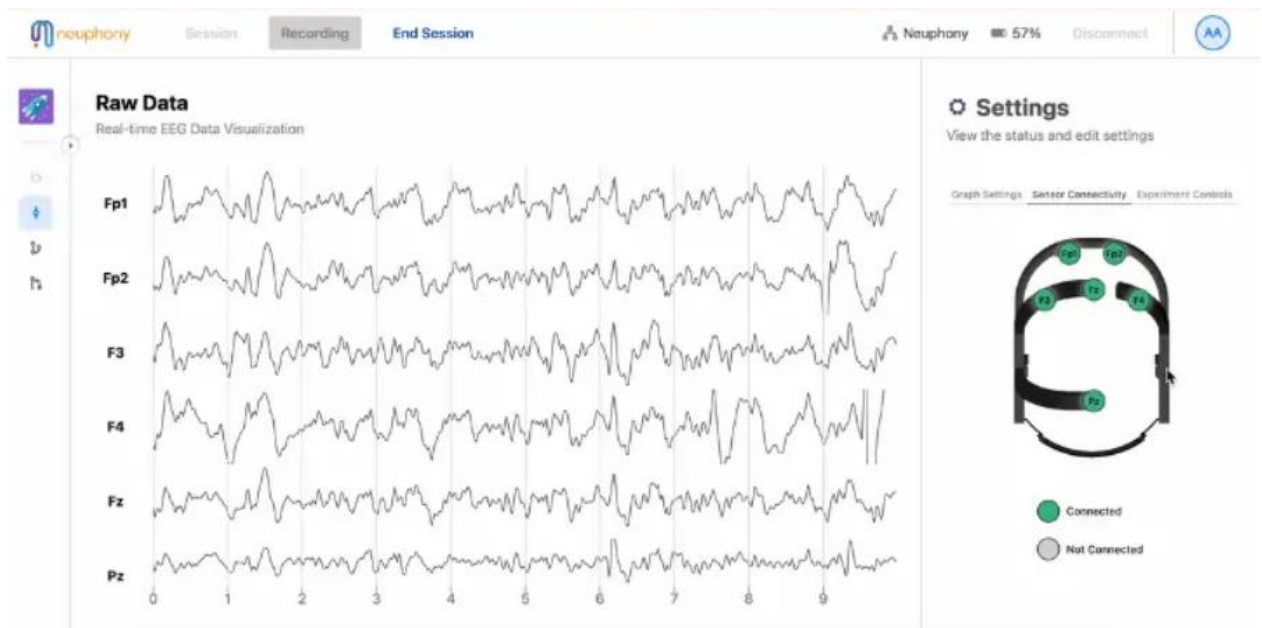 neuphony Session Recording End Session Neuphony 57% Disconnect AA
Raw Data
Real-time EEG Data Visualization
Fp1
Fp2
F3
F4
Fz
Pz
0 1 2 3 4 5 6 7 8 9
Settings
View the status and edit settings
Graph Settings Sensor Connectivity Experiment Controls
Fp1 Fp2
F3 Fz F4
Pz
Connected
Not Connected